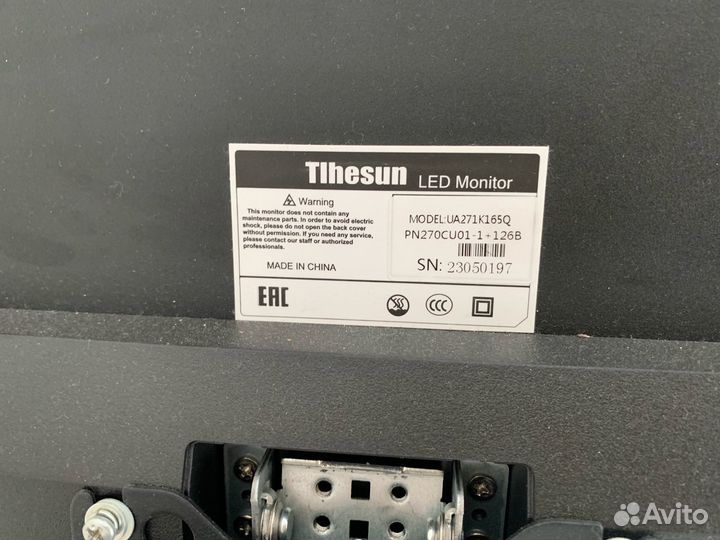 Tlhesun LED Monitor
Warning
This monitor does not contain any
maintenance parts. In order to avoid electric
shock, please do not open the back cover
without permission. If you need any service,
please contact our staff or authorized
professionals.
MADE IN CHINA
MODEL:UA271K165Q
PN270CU01-1+126B
SN: 23050197
EAC
CCC
Avito